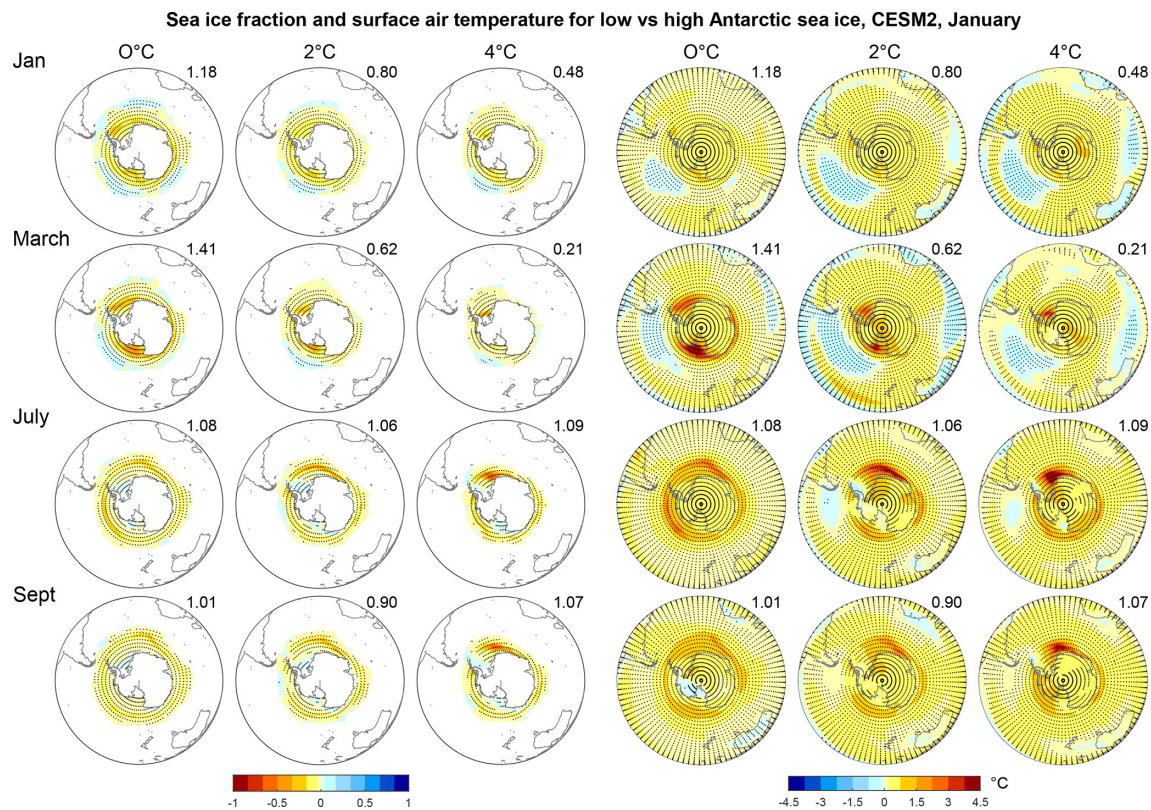 Sea ice fraction and surface air temperature for low vs high Antarctic sea ice, CESM2, January
O°C 2°C 4°C O°C 2°C 4°C
Jan
1.18 0.80 0.48 1.18 0.80 0.48
March
1.41 0.62 0.21 1.41 0.62 0.21
July
1.08 1.06 1.09 1.08 1.06 1.09
Sept
1.01 0.90 1.07 1.01 0.90 1.07
°C
-1 -0.5 0 0.5 1 -4.5 -3 -1.5 0 1.5 3 4.5